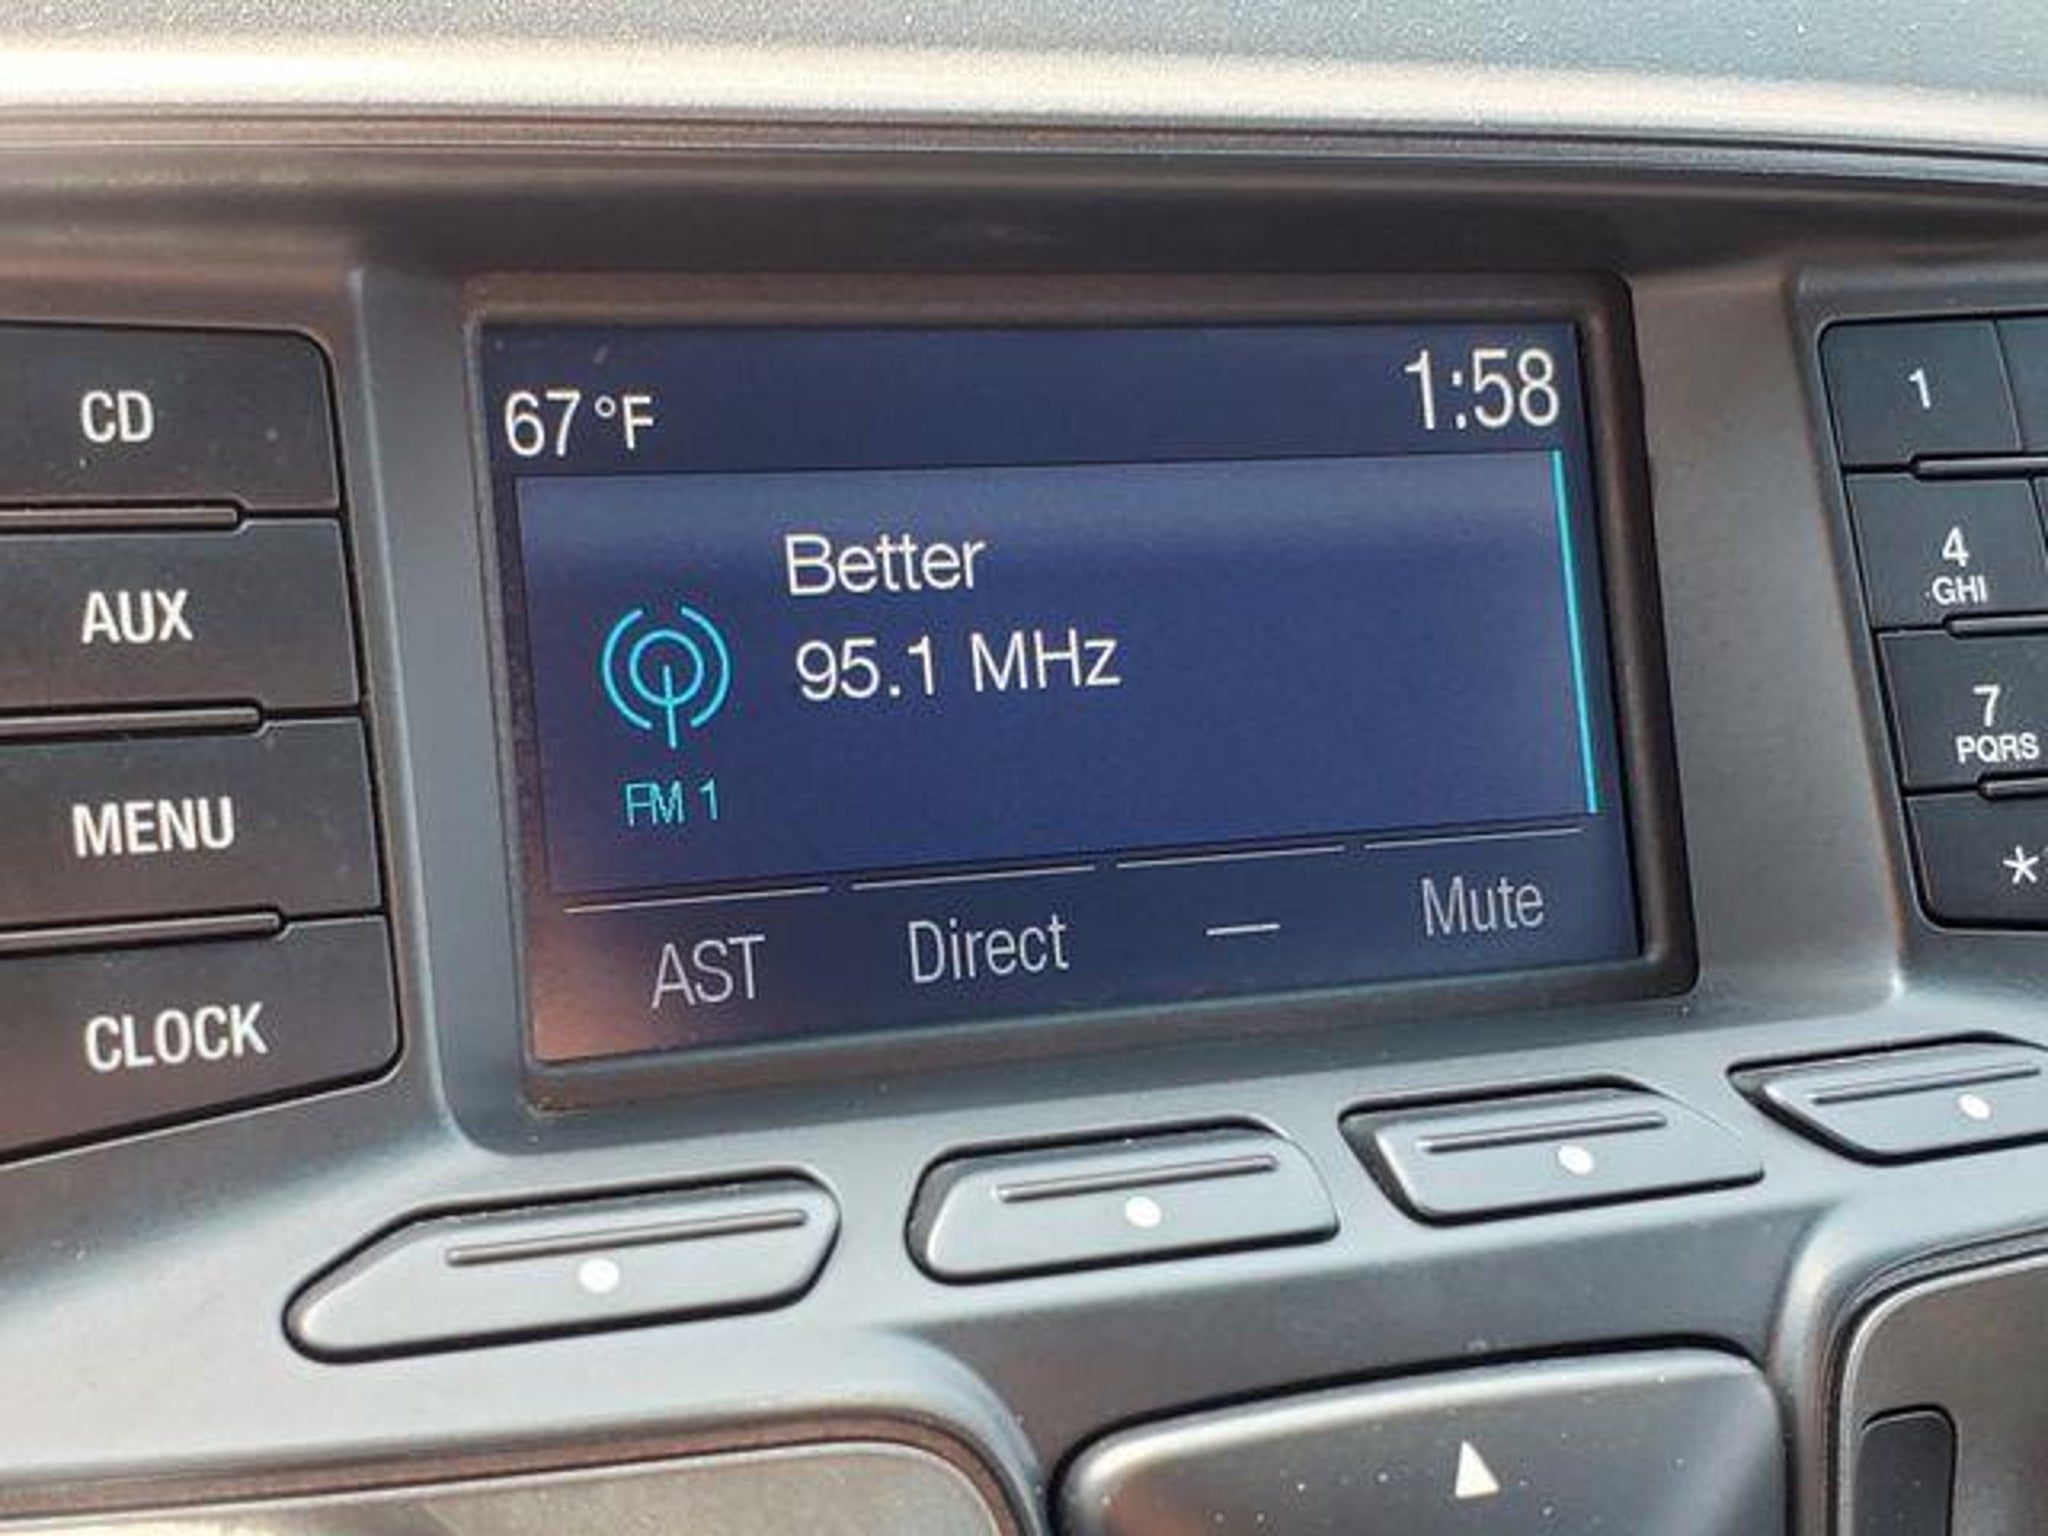 67°F
1:58
Better
95.1 MHz
FM 1
AST Direct — Mute
CD
AUX
MENU
CLOCK
1
4
GHI
7
PQRS
*